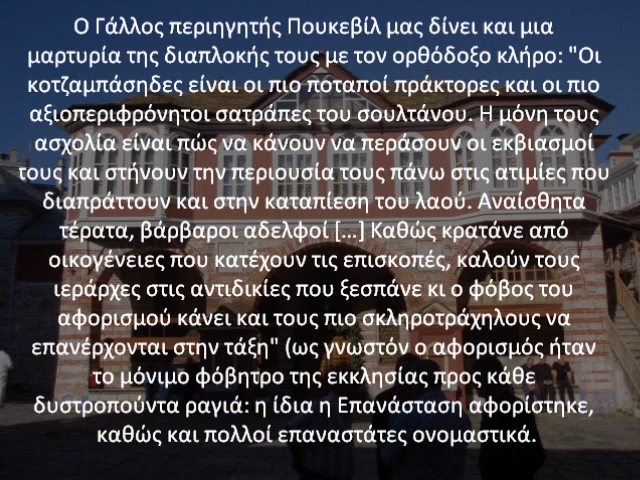 Ο Γάλλος περιηγητής Πουκεβίλ μας δίνει και μια
μαρτυρία της διαπλοκής τους με τον ορθόδοξο κλήρο: "Οι
κοτζαμπάσηδες είναι οι πιο ποταποί πράκτορες και οι πιο
αξιοπεριφρόνητοι σατράπες του σουλτάνου. Η μόνη τους
ασχολία είναι πώς να κάνουν να περάσουν οι εκβιασμοί
τους και στήνουν την περιουσία τους πάνω στις ατιμίες που
διαπράττουν και στην καταπίεση του λαού. Αναίσθητα
τέρατα, βάρβαροι αδελφοί [...] Καθώς κρατάνε από
οικογένειες που κατέχουν τις επισκοπές, καλούν τους
ιεράρχες στις αντιδικίες που ξεσπάνε κι ο φόβος του
αφορισμού κάνει και τους πιο σκληροτράχηλους να
επανέρχονται στην τάξη" (ως γνωστόν ο αφορισμός ήταν
το μόνιμο φόβητρο της εκκλησίας προς κάθε
δυστροπούντα ραγιά: η ίδια η Επανάσταση αφορίστηκε,
καθώς και πολλοί επαναστάτες ονομαστικά.